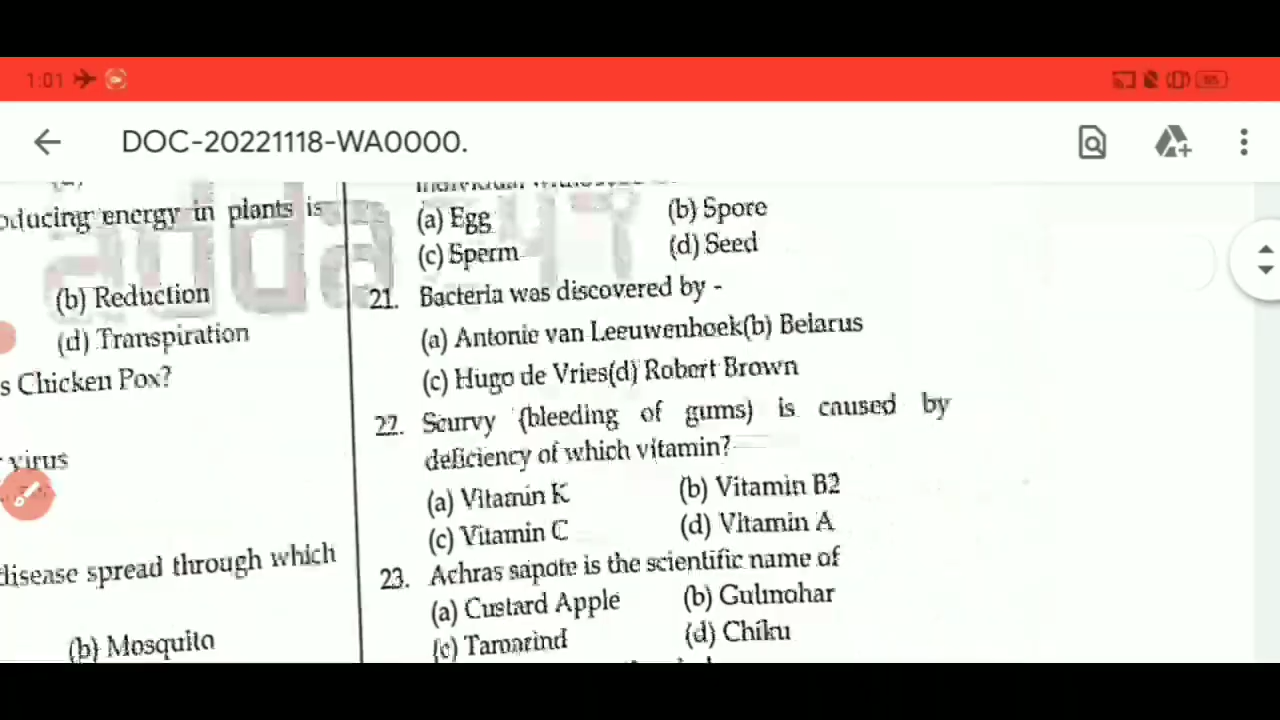 1:01
85
DOC-20221118-WA0000.
adda247
oducing energy in plants is
(b) Reduction
(d) Transpiration
s Chicken Pox?
virus
disease spread through which
(b) Mosquito
(a) Egg (b) Spore
(c) Sperm (d) Seed
21. Bacteria was discovered by -
(a) Antonie van Leeuwenhoek(b) Belarus
(c) Hugo de Vries(d) Robert Brown
22. Scurvy (bleeding of gums) is caused by
deficiency of which vitamin?
(a) Vitamin K (b) Vitamin B2
(c) Vitamin C (d) Vitamin A
23. Achras sapote is the scientific name of
(a) Custard Apple (b) Gulmohar
(c) Tamarind (d) Chiku